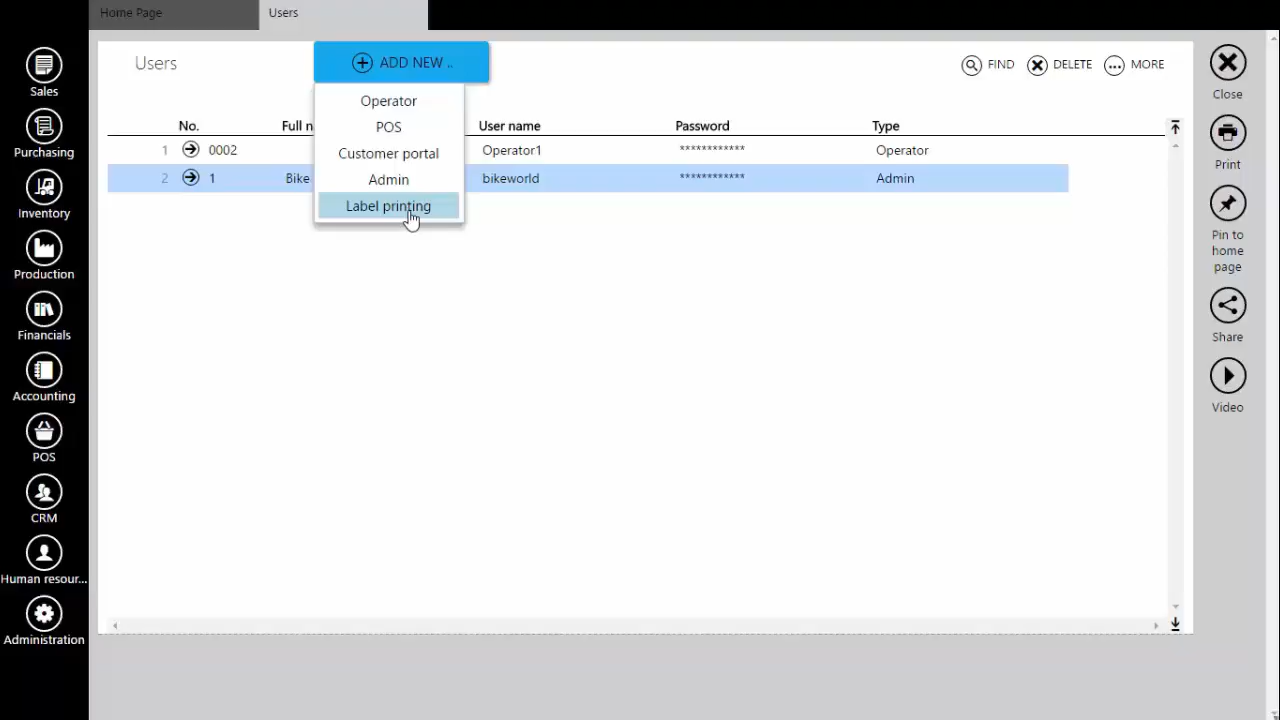 Home Page
Users
Sales
Purchasing
Inventory
Production
Financials
Accounting
POS
CRM
Human resour...
Administration
Users
ADD NEW ..
FIND
DELETE
MORE
Operator
POS
Customer portal
Admin
Label printing
No. Full n User name Password Type
1 0002 Operator1 ************ Operator
2 1 Bike bikeworld ************ Admin
Close
Print
Pin to
home
page
Share
Video